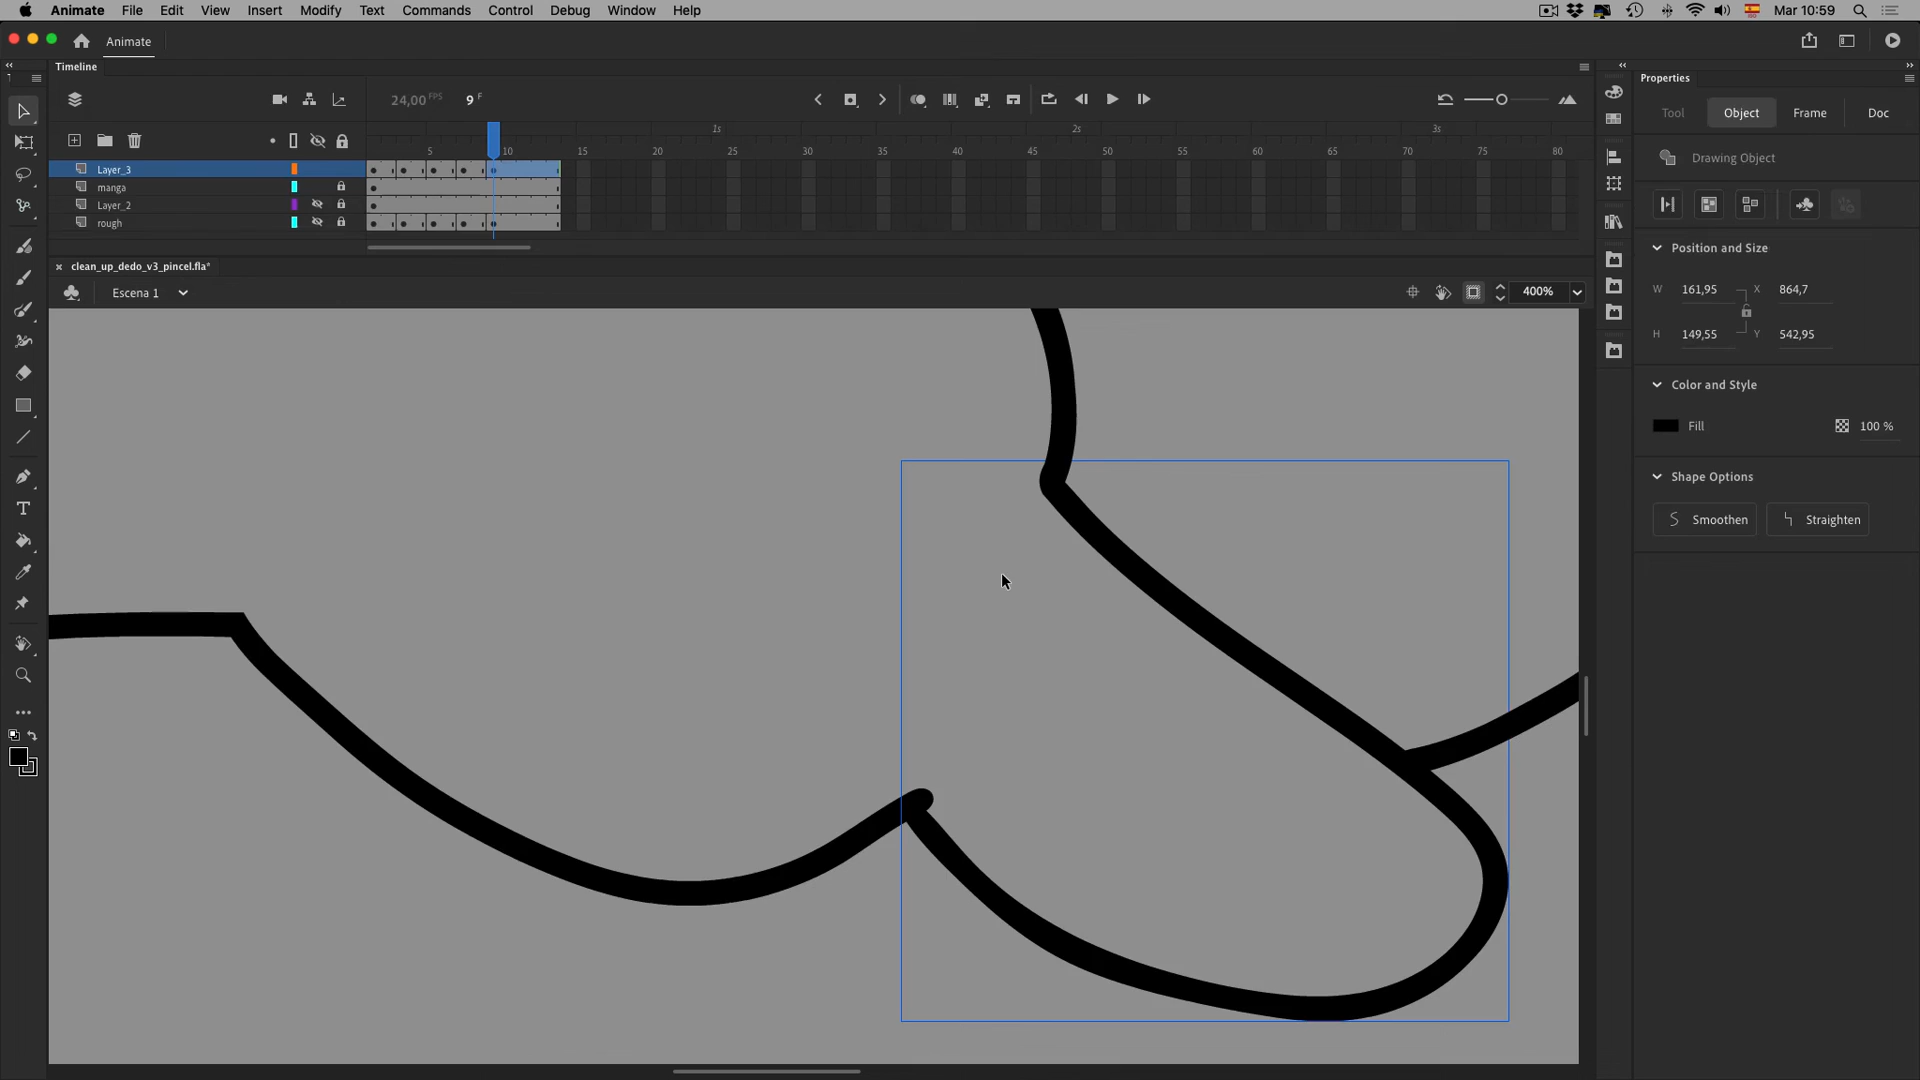 Animate File Edit View Insert Modify Text Commands Control Debug Window Help Mar 10:59
Animate
Timeline
Properties
24,00 FPS 9 F
Tool Object Frame Doc
1s 2s 3s
5 10 15 20 25 30 35 40 45 50 55 60 65 70 75 80
Layer_3
manga
Layer_2
rough
Drawing Object
Position and Size
W 161,95 X 864,7
H 149,55 Y 542,95
clean_up_dedo_v3_pincel.fla*
Escena 1
400%
Color and Style
Fill 100 %
Shape Options
Smoothen Straighten